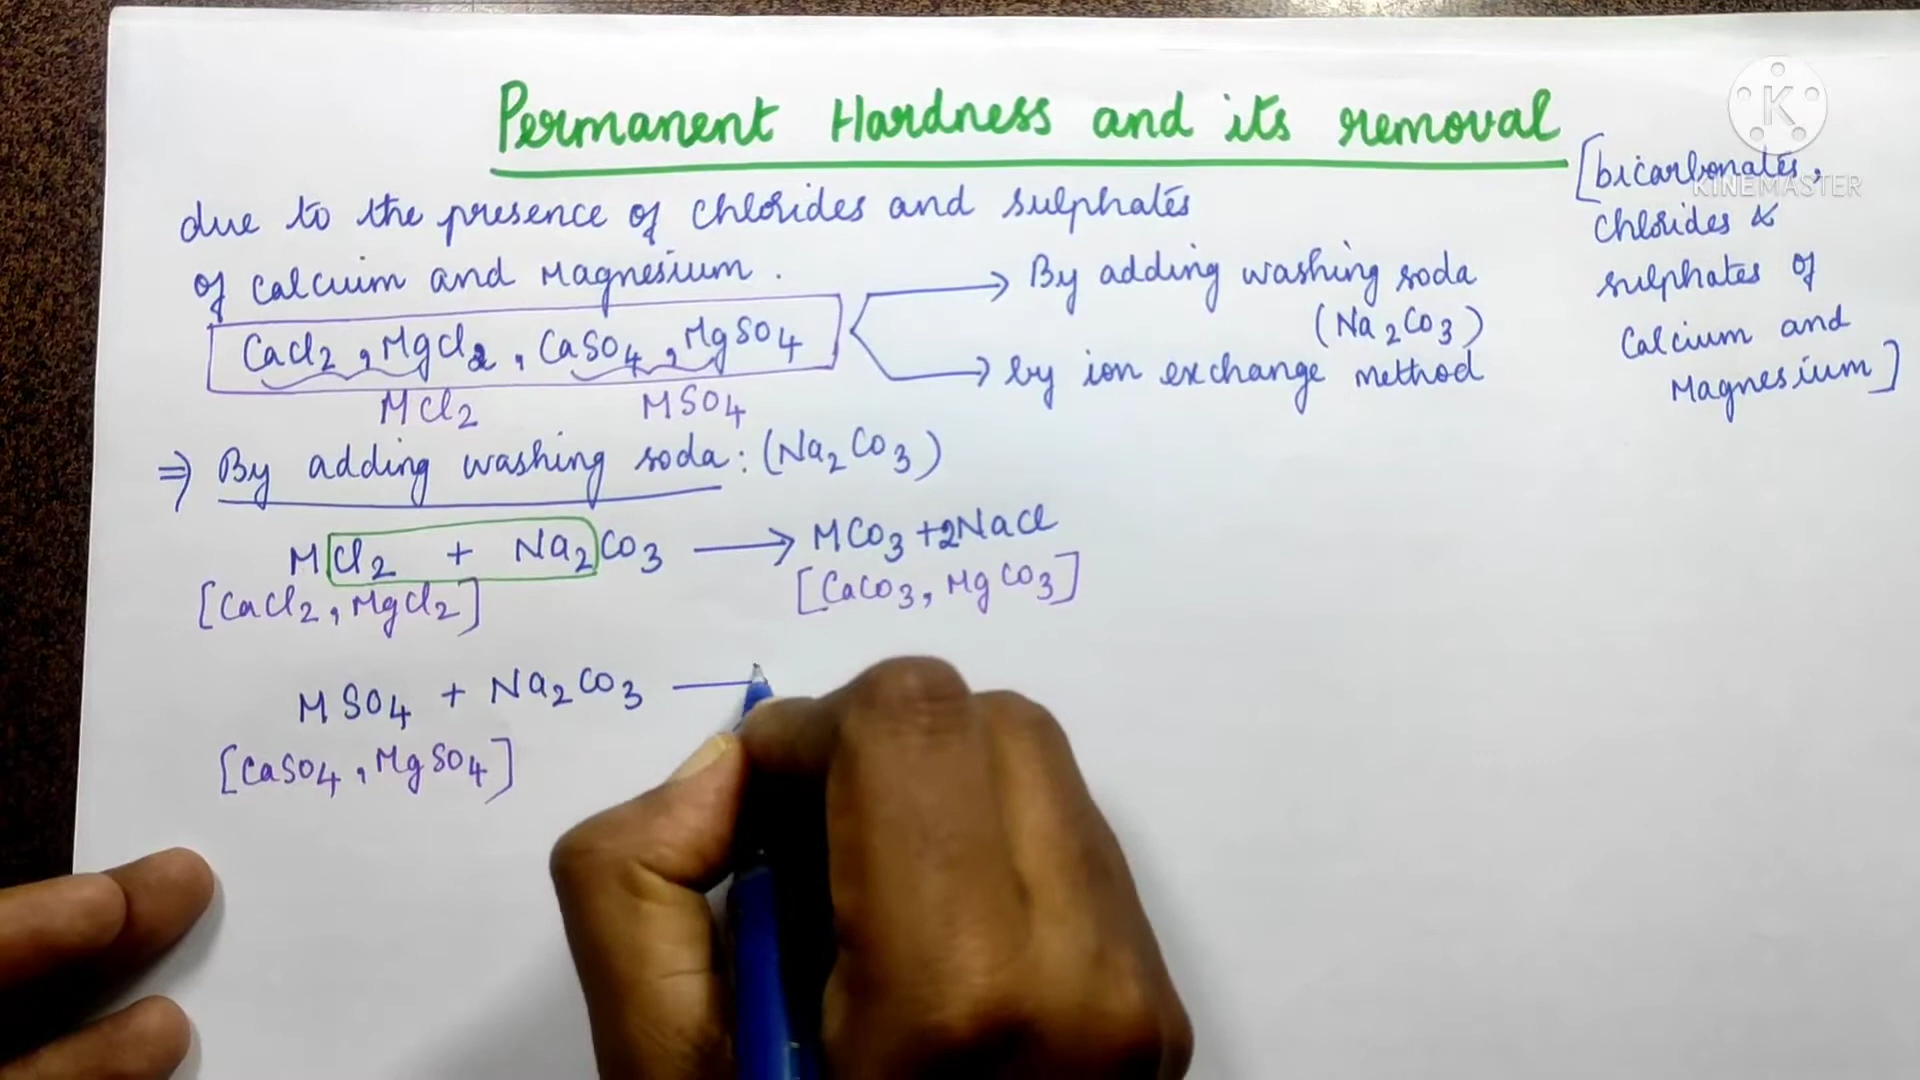 Permanent Hardness and its removal
K
KINEMASTER
[bicarbonates,
chlorides &
sulphates of
Calcium and
Magnesium]
due to the presence of chlorides and sulphates
of calcuim and Magnesium.
CaCl2, MgCl2, CaSO4, MgSO4
MCl2 MSO4
→ By adding washing soda
(Na2CO3)
→ by ion exchange method
⇒ By adding washing soda: (Na2CO3)
MCl2 + Na2CO3 → MCO3 + 2NaCl
[CaCl2, MgCl2] [CaCO3, MgCO3]
MSO4 + Na2CO3 —
[CaSO4, MgSO4]